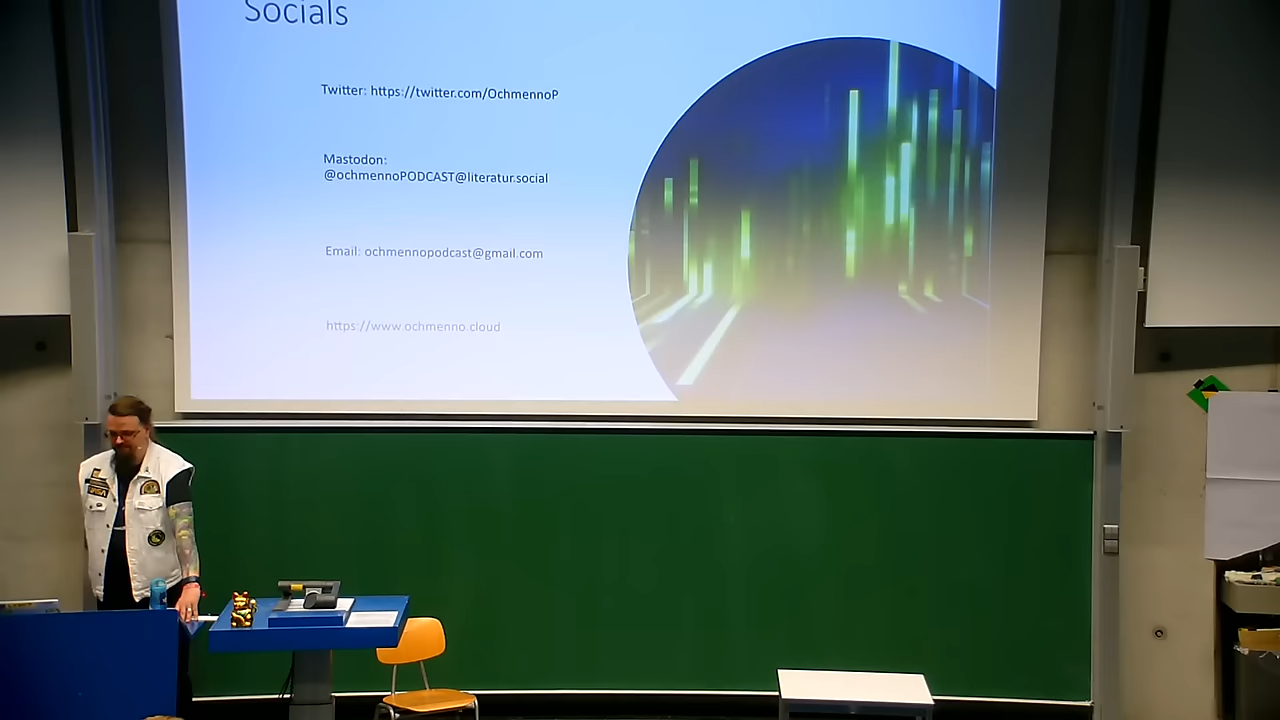 Socials
Twitter: https://twitter.com/OchmennoP
Mastodon:
@ochmennoPODCAST@literatur.social
Email: ochmennopodcast@gmail.com
https://www.ochmenno.cloud